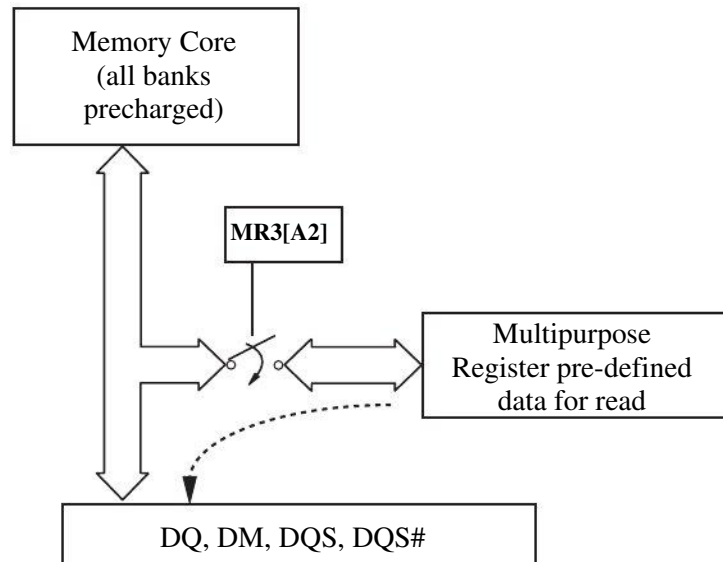 Memory Core
(all banks
precharged)
MR3[A2]
Multipurpose
Register pre-defined
data for read
DQ, DM, DQS, DQS#